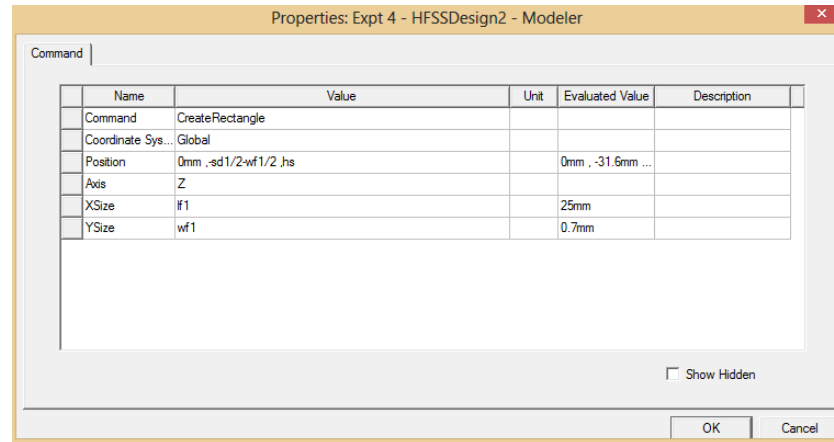 Properties: Expt 4 - HFSSDesign2 - Modeler
Command
Name Value Unit Evaluated Value Description
Command CreateRectangle
Coordinate Sys... Global
Position 0mm ,-sd1/2-wf1/2 ,hs 0mm , -31.6mm ...
Axis Z
XSize lf1 25mm
YSize wf1 0.7mm
Show Hidden
OK Cancel